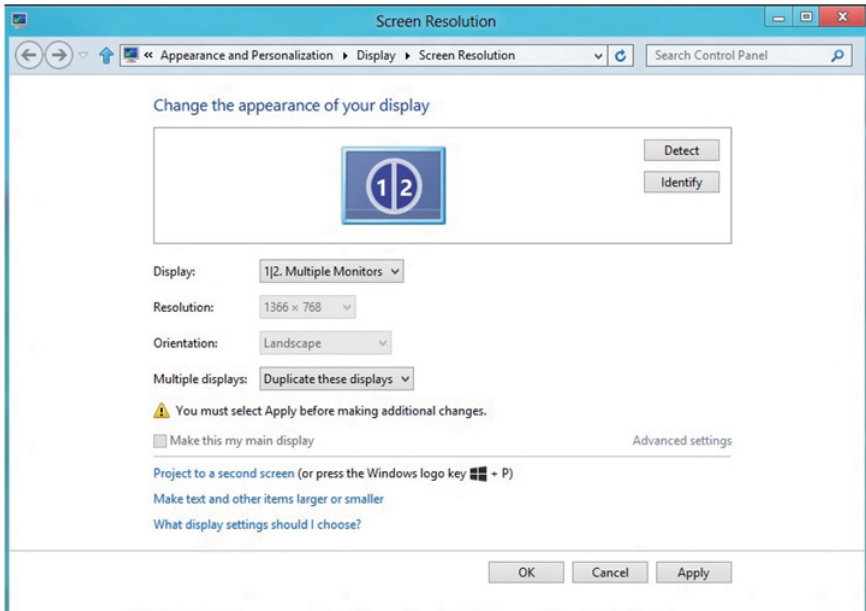 Screen Resolution
« Appearance and Personalization Display Screen Resolution
Search Control Panel
Change the appearance of your display
1|2
Detect
Identify
Display: 1|2. Multiple Monitors
Resolution: 1366 × 768
Orientation: Landscape
Multiple displays: Duplicate these displays
You must select Apply before making additional changes.
Make this my main display Advanced settings
Project to a second screen (or press the Windows logo key + P)
Make text and other items larger or smaller
What display settings should I choose?
OK Cancel Apply